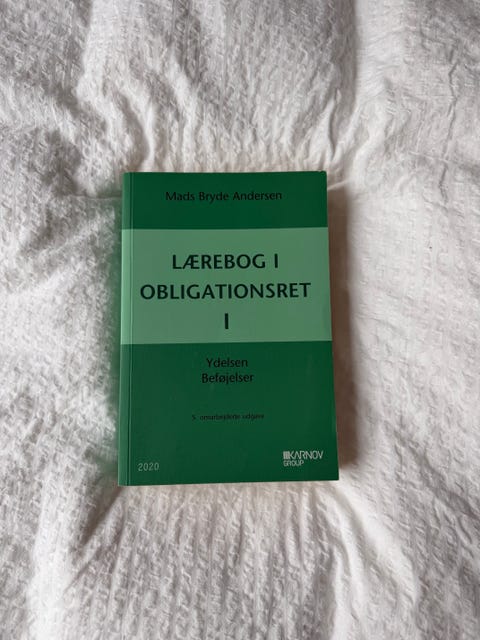 Mads Bryde Andersen
LÆREBOG I
OBLIGATIONSRET
I
Ydelsen
Beføjelser
5. omarbejdede udgave
2020
KARNOV
GROUP